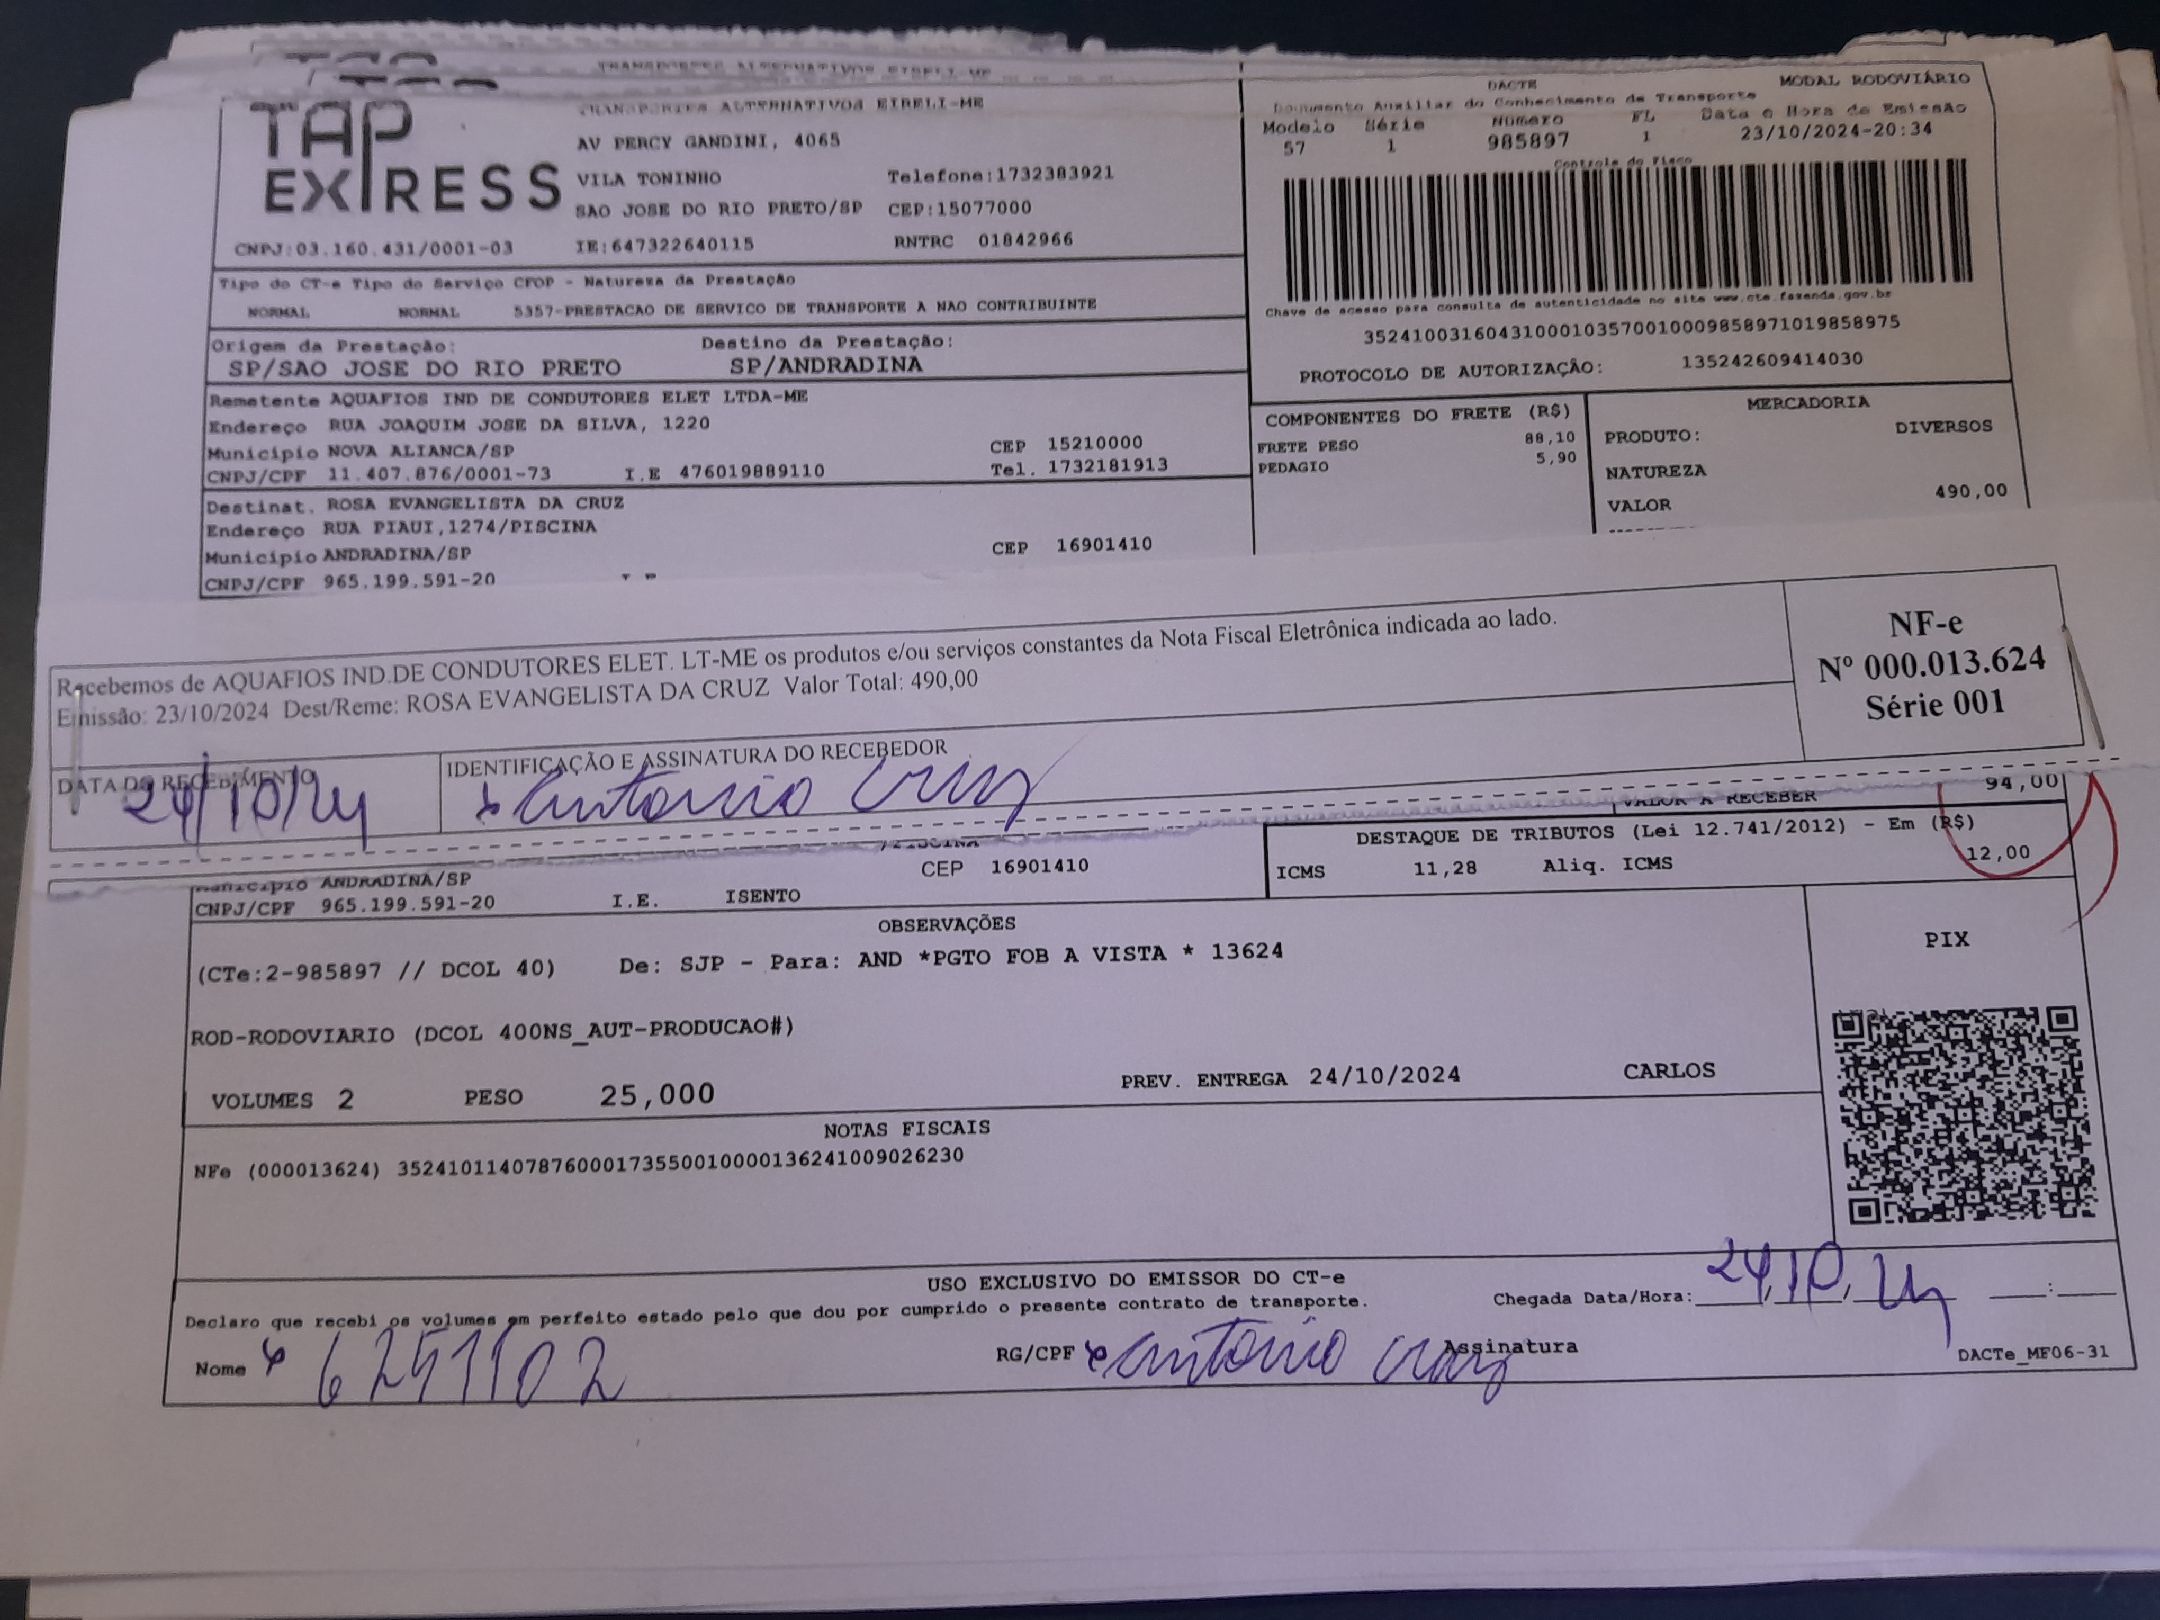 TAP EXPRESS
TRANSPORTES ALTERNATIVOS EIRELI-ME
AV PERCY GANDINI, 4065
VILA TONINHO Telefone:1732383921
SAO JOSE DO RIO PRETO/SP CEP:15077000
CNPJ:03.160.431/0001-03 IE:647322640115 RNTRC 01842966
DACTE MODAL RODOVIÁRIO
Documento Auxiliar do Conhecimento de Transporte
Modelo Série Número FL Data e Hora de Emissão
57 1 985897 1 23/10/2024-20:34
Controle do Fisco
Chave de acesso para consulta de autenticidade no site www.cte.fazenda.gov.br
35241003160431000103570010009858971019858975
PROTOCOLO DE AUTORIZAÇÃO: 135242609414030
Tipo do CT-e Tipo do Serviço CFOP - Natureza da Prestação
NORMAL NORMAL 5357-PRESTACAO DE SERVICO DE TRANSPORTE A NAO CONTRIBUINTE
Origem da Prestação: Destino da Prestação:
SP/SAO JOSE DO RIO PRETO SP/ANDRADINA
Remetente AQUAFIOS IND DE CONDUTORES ELET LTDA-ME
Endereço RUA JOAQUIM JOSE DA SILVA, 1220
Municipio NOVA ALIANCA/SP CEP 15210000
CNPJ/CPF 11.407.876/0001-73 I.E 476019889110 Tel. 1732181913
Destinat. ROSA EVANGELISTA DA CRUZ
Endereço RUA PIAUI,1274/PISCINA
Municipio ANDRADINA/SP CEP 16901410
CNPJ/CPF 965.199.591-20
COMPONENTES DO FRETE (R$)
FRETE PESO 88,10
PEDAGIO 5,90
MERCADORIA
PRODUTO: DIVERSOS
NATUREZA
VALOR 490,00
Recebemos de AQUAFIOS IND.DE CONDUTORES ELET. LT-ME os produtos e/ou serviços constantes da Nota Fiscal Eletrônica indicada ao lado.
Emissão: 23/10/2024 Dest/Reme: ROSA EVANGELISTA DA CRUZ Valor Total: 490,00
NF-e
Nº 000.013.624
Série 001
DATA DO RECEBIMENTO IDENTIFICAÇÃO E ASSINATURA DO RECEBEDOR
24/10/24 Antonio Cruz
VALOR A RECEBER 94,00
DESTAQUE DE TRIBUTOS (Lei 12.741/2012) - Em (R$)
ICMS 11,28 Aliq. ICMS 12,00
/PISCINA
Municipio ANDRADINA/SP CEP 16901410
CNPJ/CPF 965.199.591-20 I.E. ISENTO
OBSERVAÇÕES
(CTe:2-985897 // DCOL 40) De: SJP - Para: AND *PGTO FOB A VISTA * 13624
ROD-RODOVIARIO (DCOL 400NS_AUT-PRODUCAO#)
VOLUMES 2 PESO 25,000 PREV. ENTREGA 24/10/2024 CARLOS
PIX
NOTAS FISCAIS
NFe (000013624) 35241011407876000173550010000136241009026230
USO EXCLUSIVO DO EMISSOR DO CT-e
Declaro que recebi os volumes em perfeito estado pelo que dou por cumprido o presente contrato de transporte.
Chegada Data/Hora: 24,10,24 :
Nome 6251102 RG/CPF Antonio Cruz Assinatura
DACTe_MF06-31